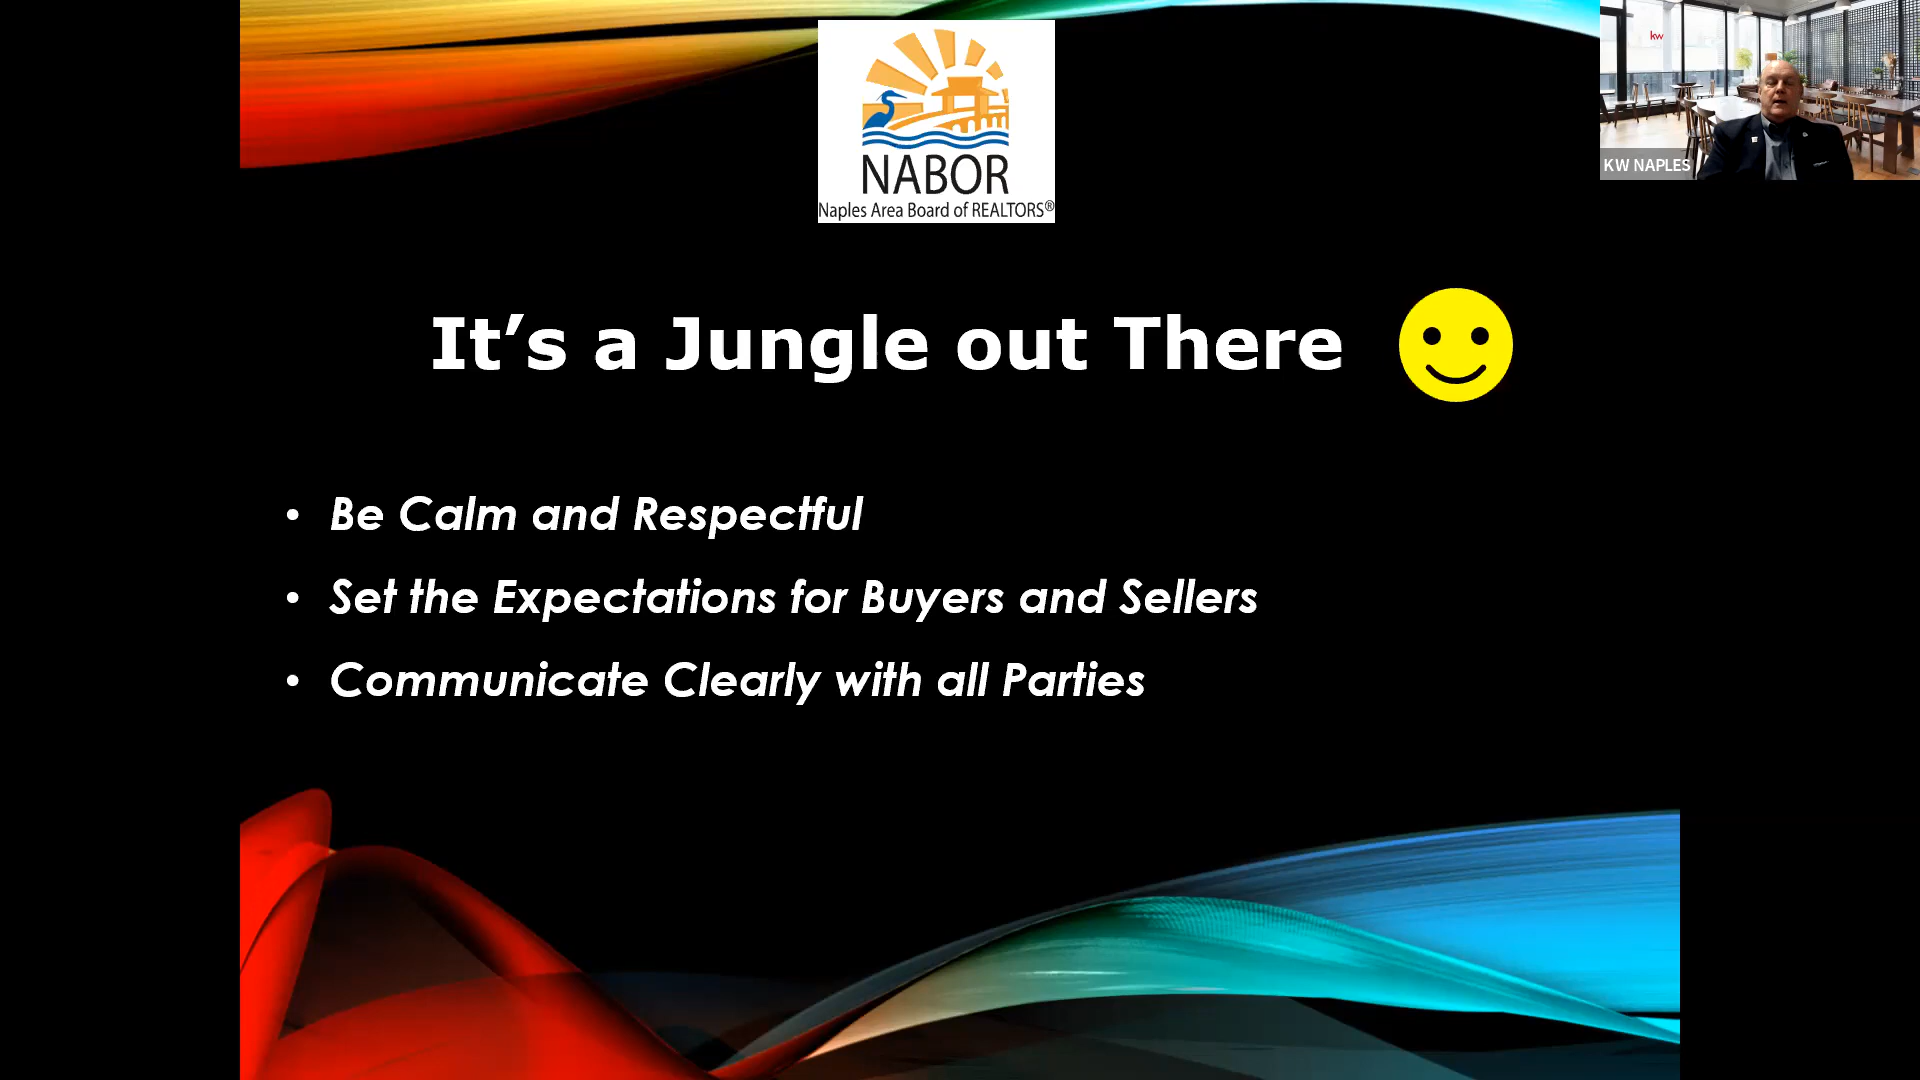 NABOR
Naples Area Board of REALTORS®
kw
KW NAPLES
It’s a Jungle out There
• Be Calm and Respectful
• Set the Expectations for Buyers and Sellers
• Communicate Clearly with all Parties